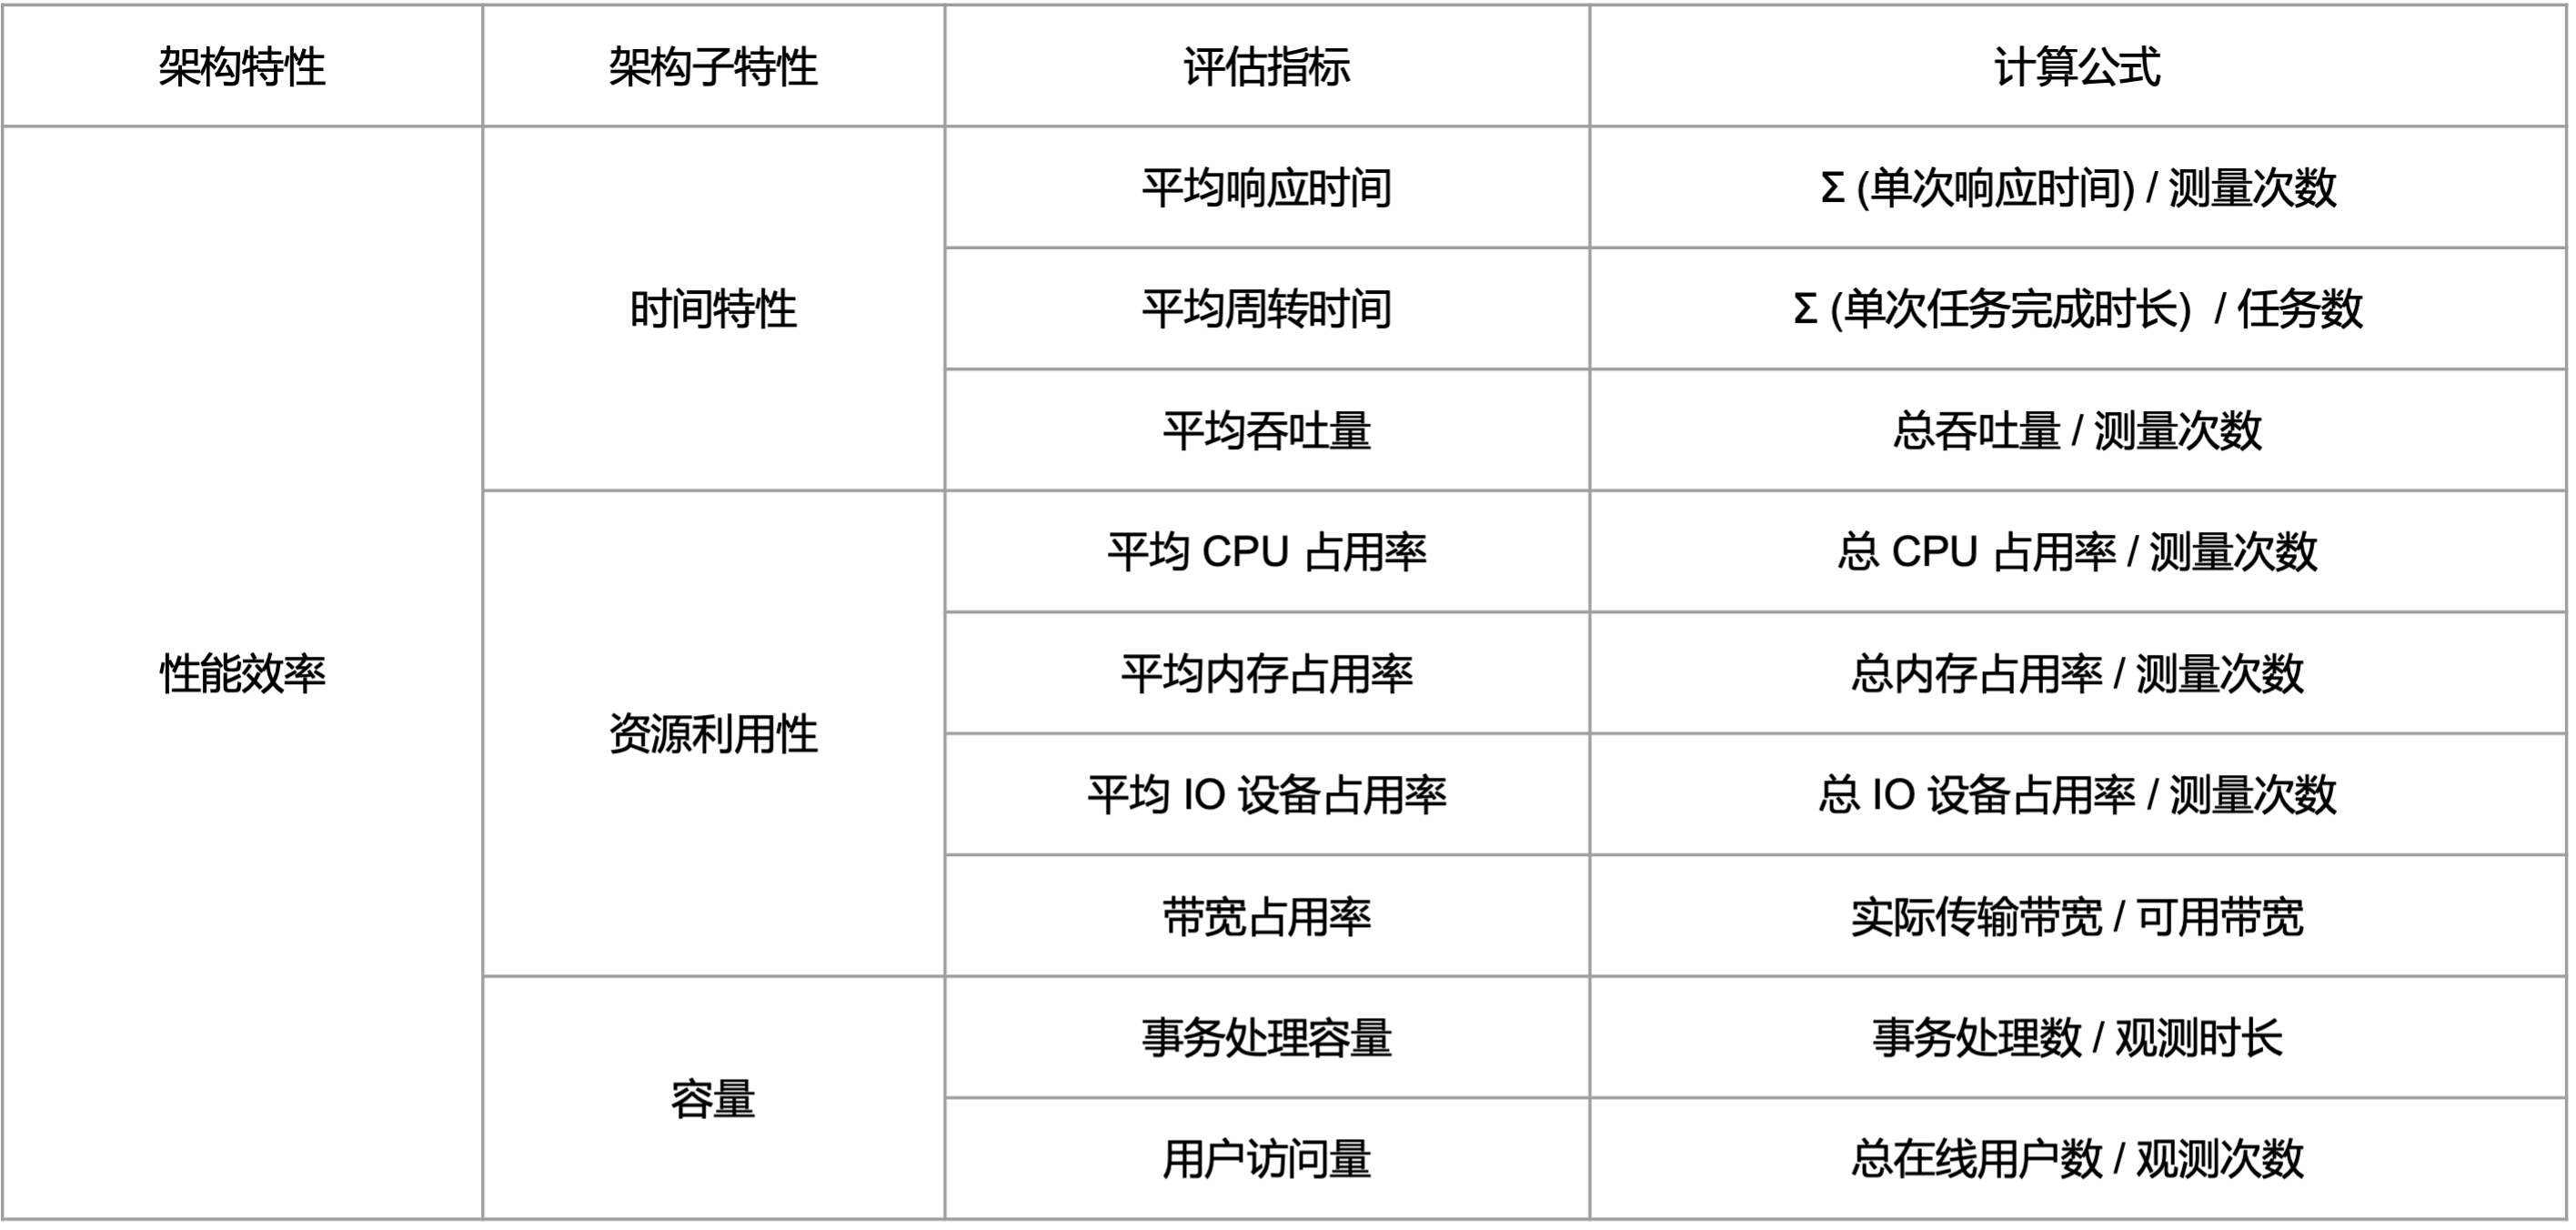 架构特性 架构子特性 评估指标 计算公式
性能效率
时间特性
平均响应时间 Σ (单次响应时间) / 测量次数
平均周转时间 Σ (单次任务完成时长) / 任务数
平均吞吐量 总吞吐量 / 测量次数
资源利用性
平均 CPU 占用率 总 CPU 占用率 / 测量次数
平均内存占用率 总内存占用率 / 测量次数
平均 IO 设备占用率 总 IO 设备占用率 / 测量次数
带宽占用率 实际传输带宽 / 可用带宽
容量
事务处理容量 事务处理数 / 观测时长
用户访问量 总在线用户数 / 观测次数